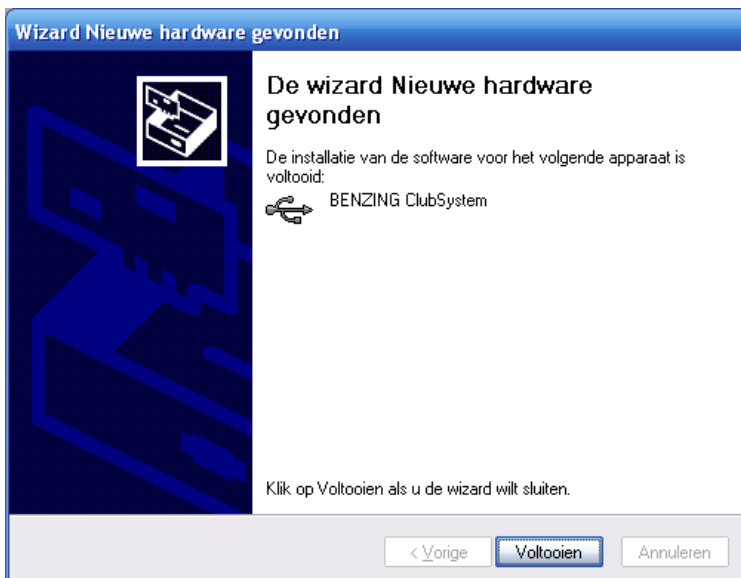 Wizard Nieuwe hardware gevonden
De wizard Nieuwe hardware
gevonden
De installatie van de software voor het volgende apparaat is
voltooid:
BENZING ClubSystem
Klik op Voltooien als u de wizard wilt sluiten.
< Vorige
Voltooien
Annuleren